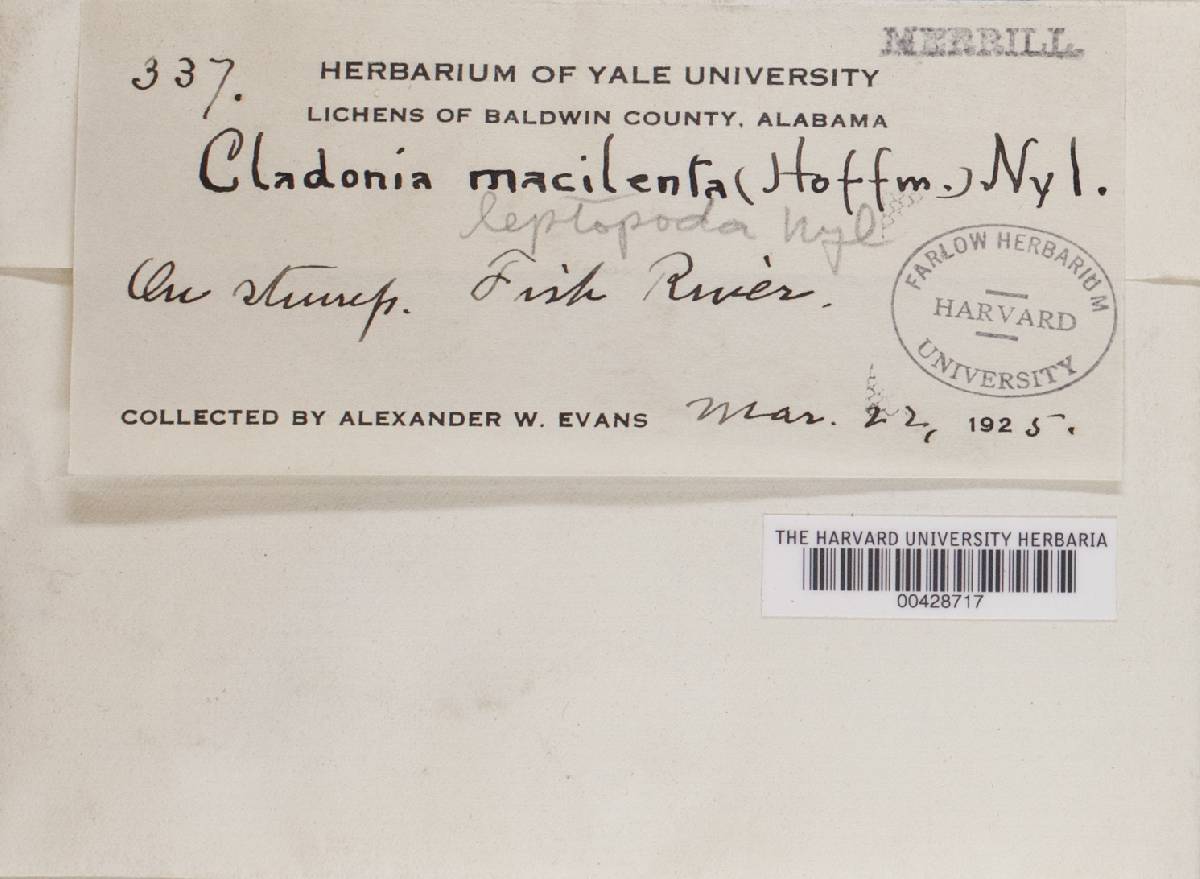 MERRILL
337. HERBARIUM OF YALE UNIVERSITY
LICHENS OF BALDWIN COUNTY, ALABAMA
Cladonia macilenta (Hoffm.) Nyl.
leptopoda Nyl
On stump. Fish River.
FARLOW HERBARIUM
HARVARD
UNIVERSITY
COLLECTED BY ALEXANDER W. EVANS Mar. 22, 1925.
THE HARVARD UNIVERSITY HERBARIA
00428717